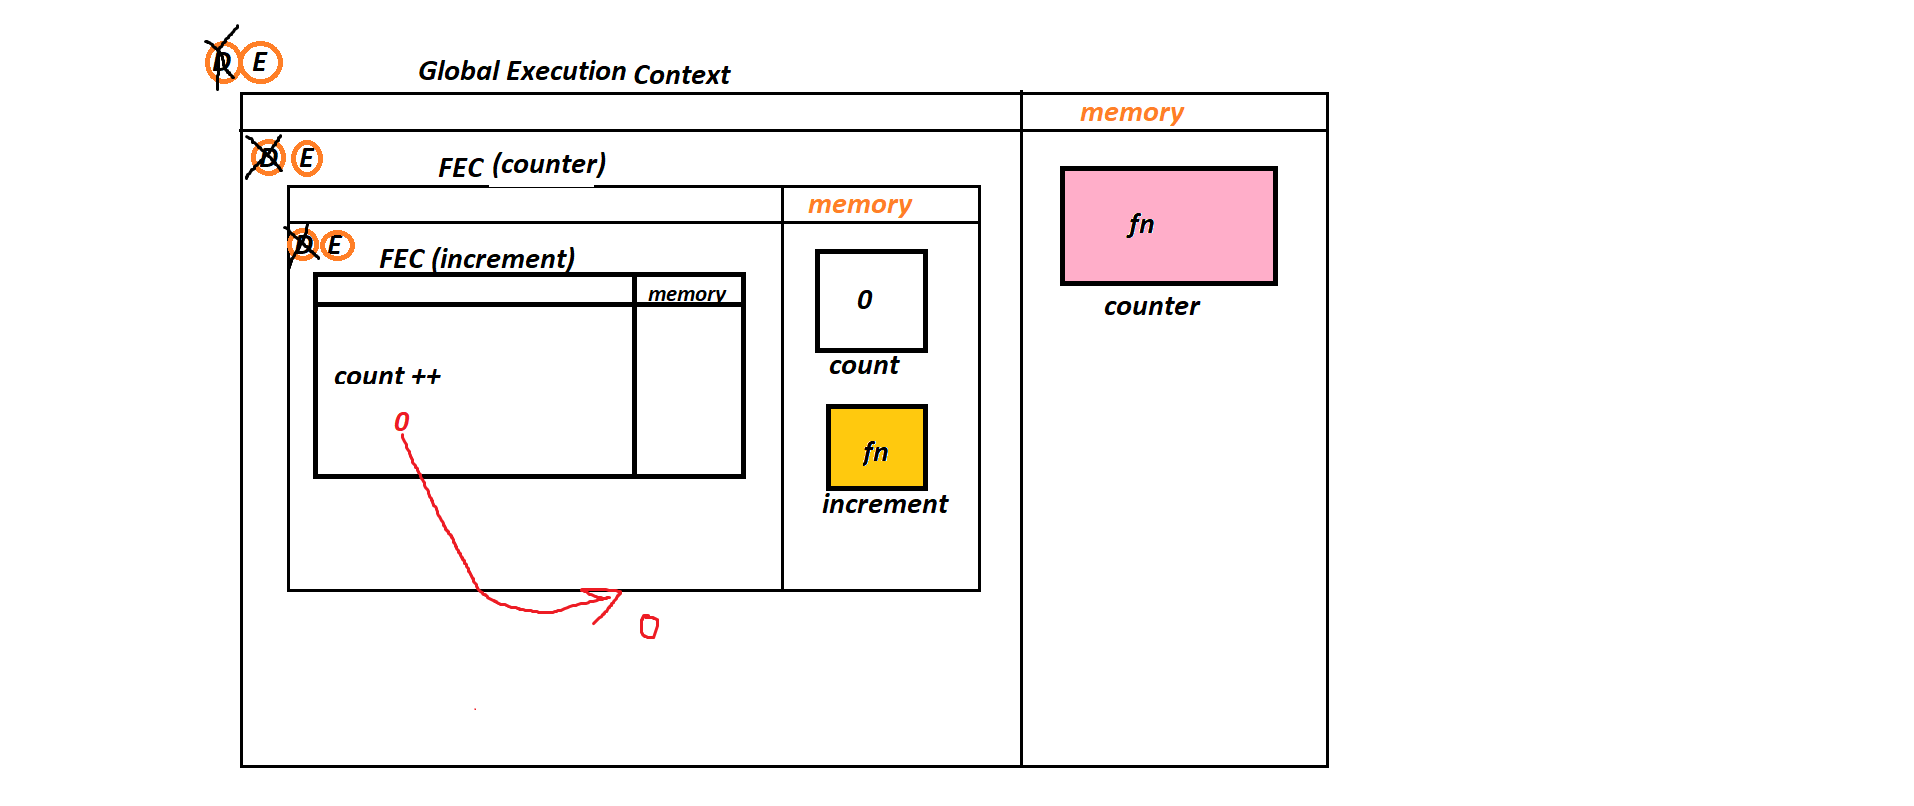 D E
Global Execution Context
memory
D E
FEC (counter)
memory
fn
D E
FEC (increment)
memory
0
counter
count
count ++
0
fn
increment
0